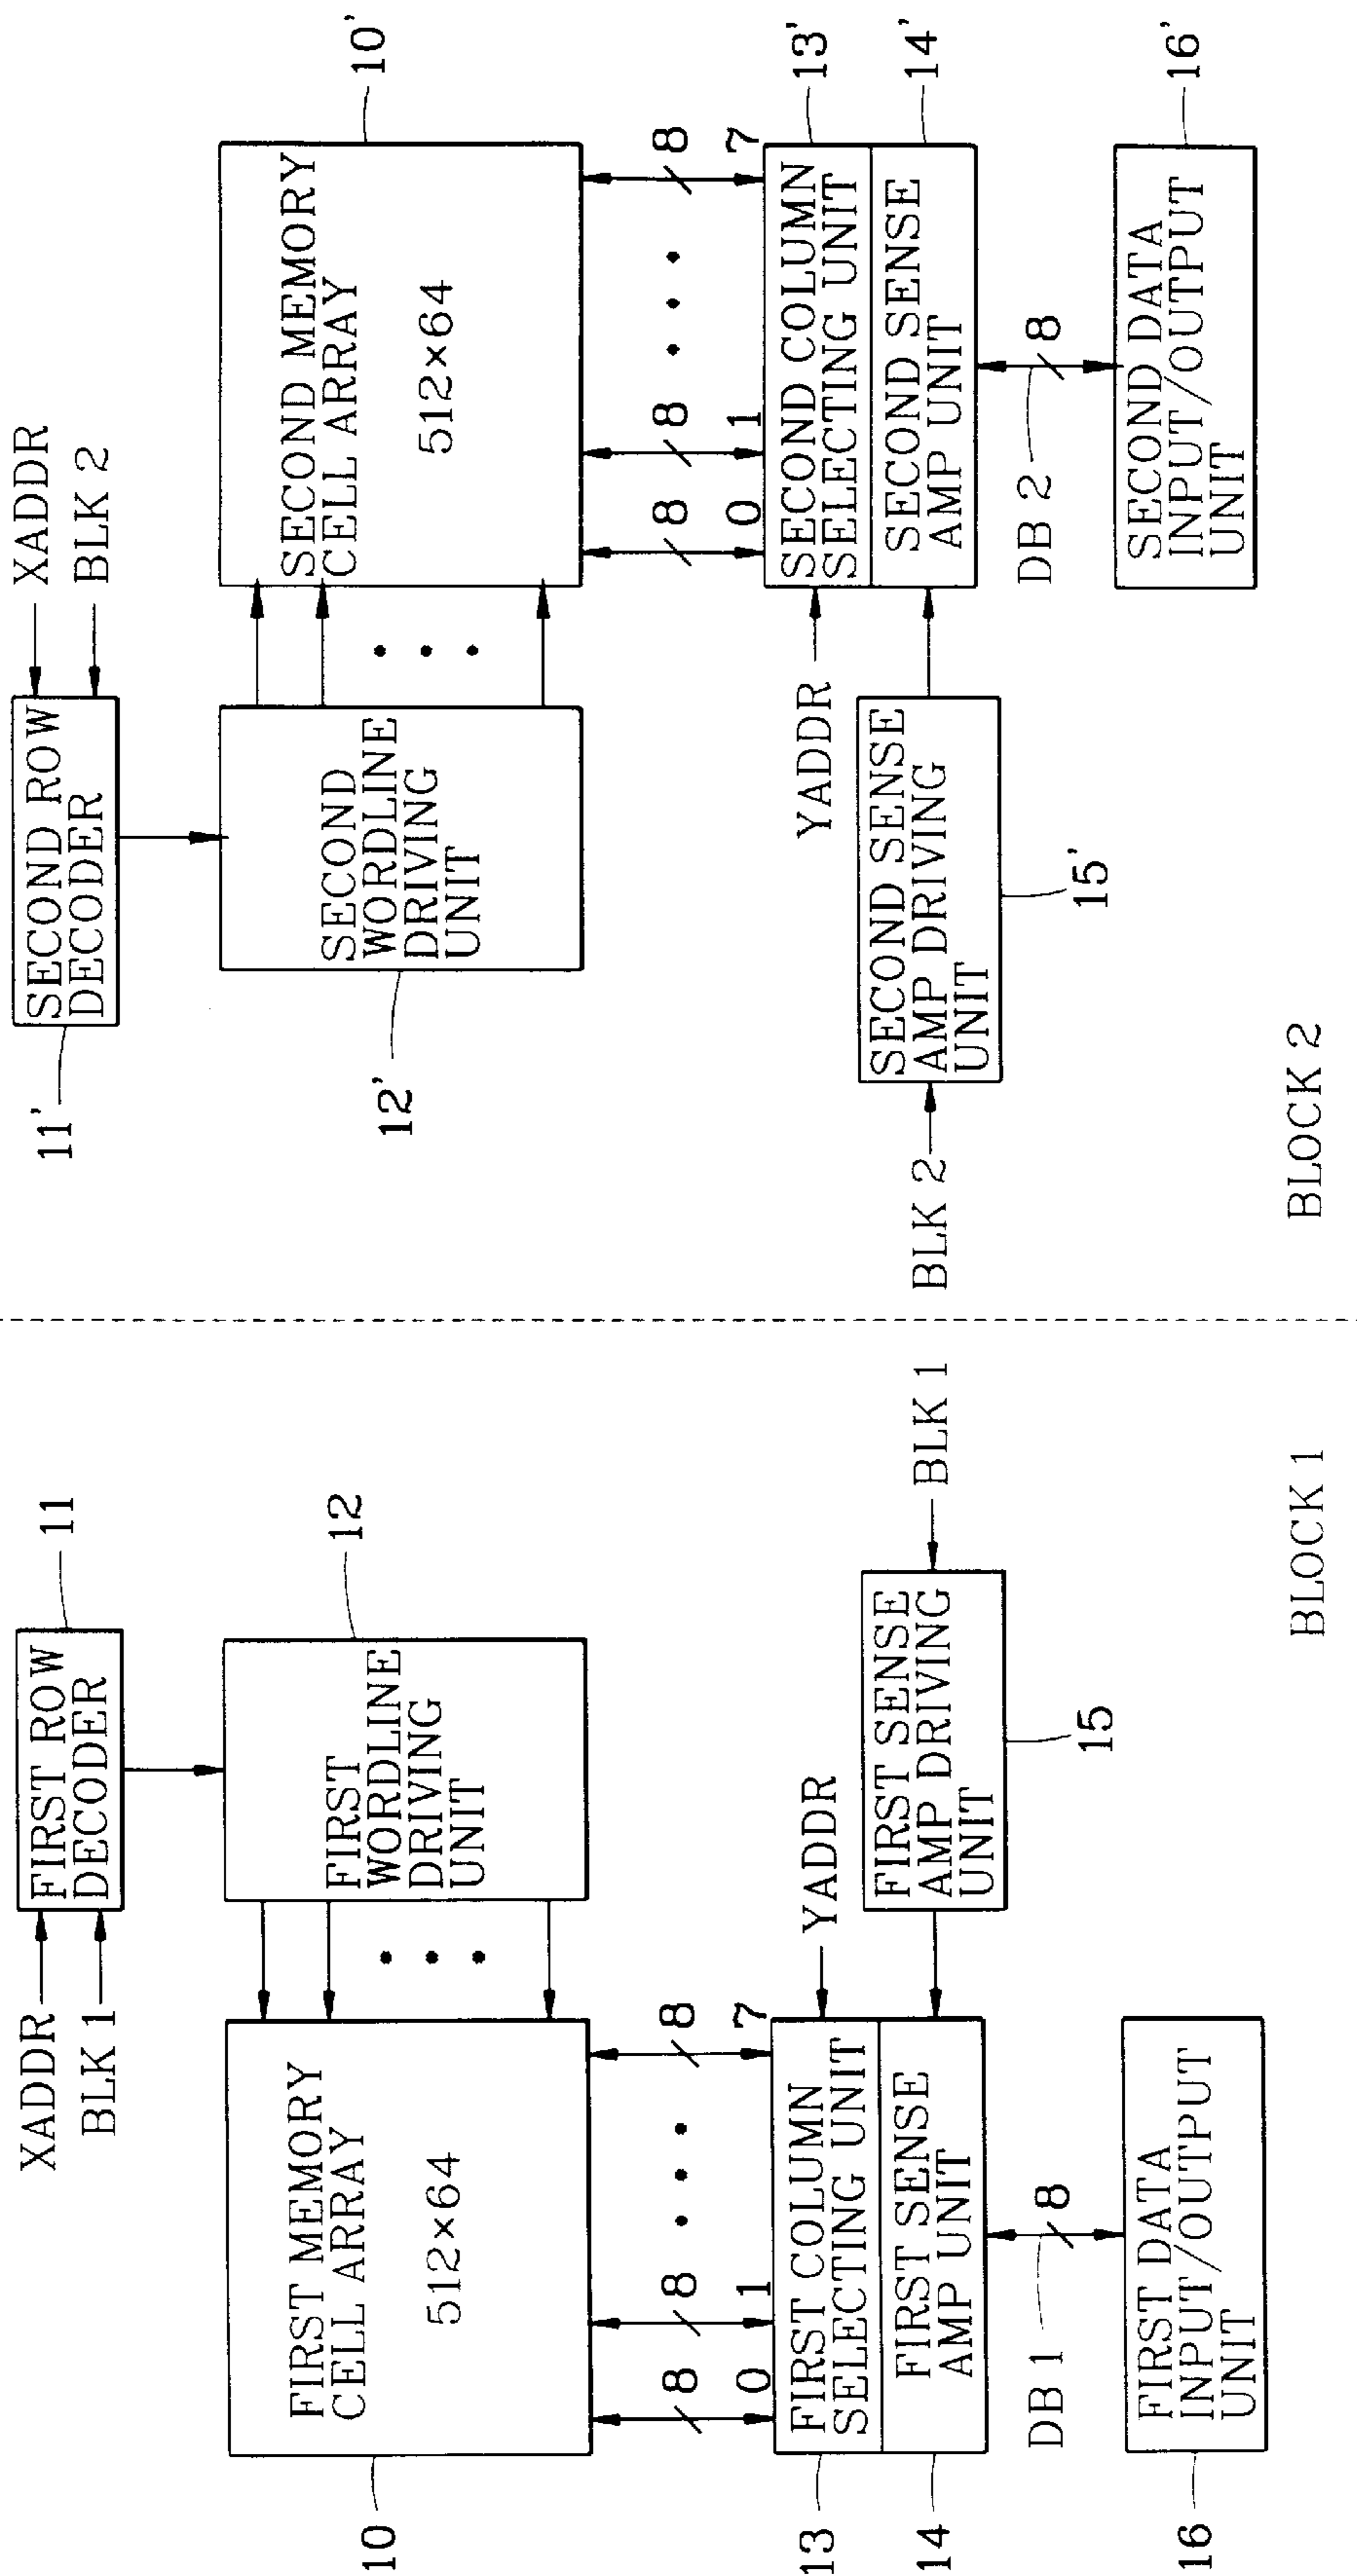 XADDR
BLK 1
FIRST ROW
DECODER
11
FIRST MEMORY
CELL ARRAY
512×64
10
FIRST
WORDLINE
DRIVING
UNIT
12
8
8
8
0
1
7
YADDR
FIRST COLUMN
SELECTING UNIT
13
FIRST SENSE
AMP UNIT
14
FIRST SENSE
AMP DRIVING
UNIT
15
BLK 1
DB 1
8
FIRST DATA
INPUT/OUTPUT
UNIT
16
BLOCK 1
11'
SECOND ROW
DECODER
XADDR
BLK 2
SECOND
WORDLINE
DRIVING
UNIT
12'
SECOND MEMORY
CELL ARRAY
512×64
10'
8
8
8
0
1
7
YADDR
SECOND COLUMN
SELECTING UNIT
13'
SECOND SENSE
AMP UNIT
14'
BLK 2
SECOND SENSE
AMP DRIVING
UNIT
15'
DB 2
8
SECOND DATA
INPUT/OUTPUT
UNIT
16'
BLOCK 2